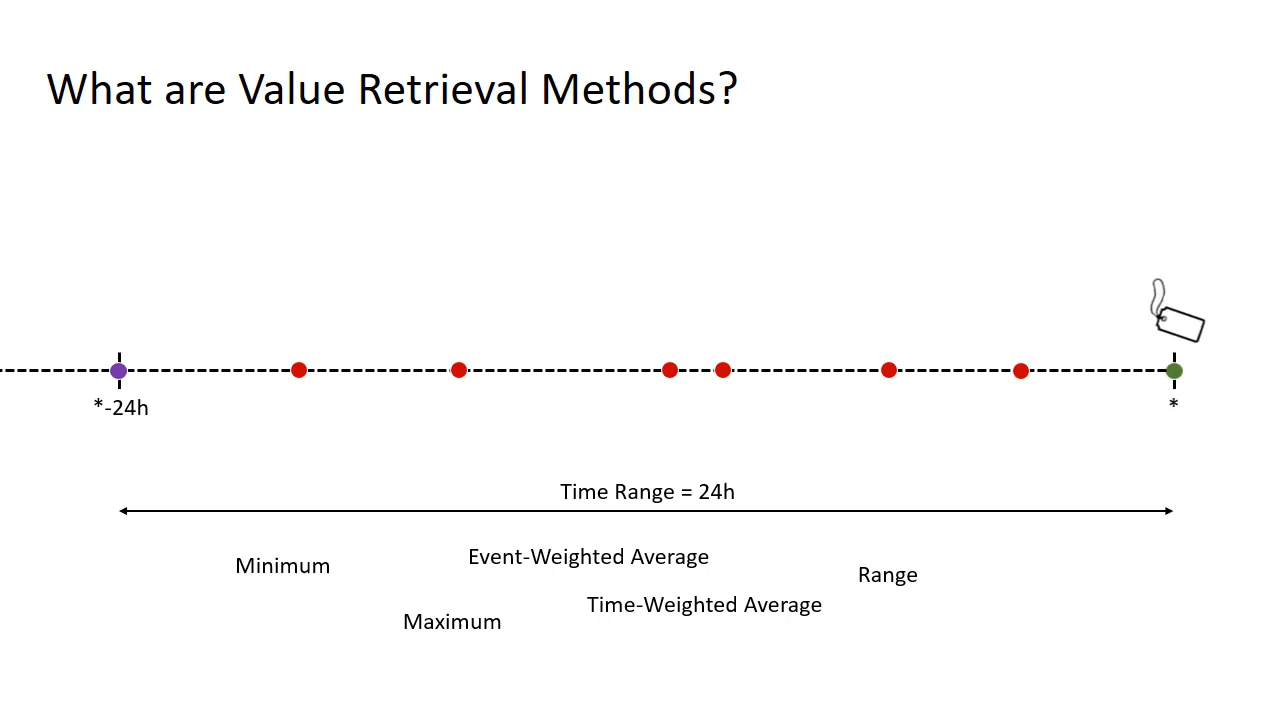 What are Value Retrieval Methods?
*-24h
*
Time Range = 24h
Event-Weighted Average
Minimum
Range
Time-Weighted Average
Maximum